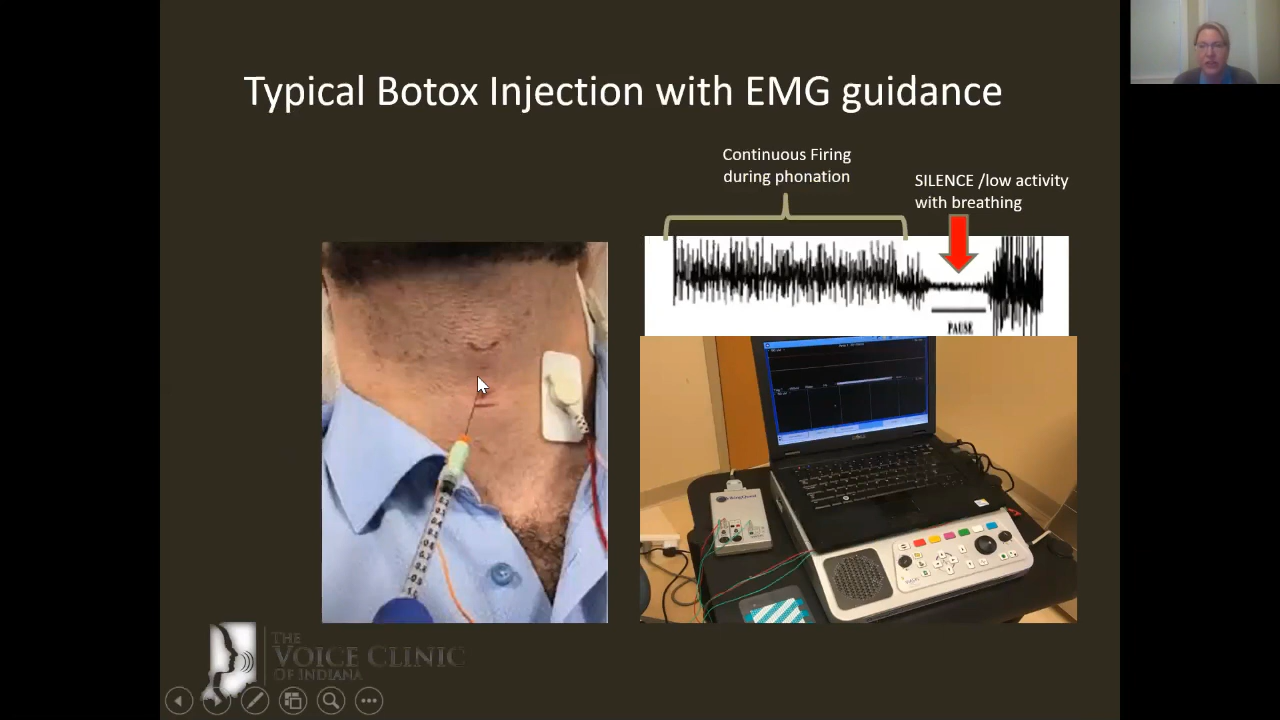 Typical Botox Injection with EMG guidance
Continuous Firing
during phonation
SILENCE /low activity
with breathing
PAUSE
THE
VOICE CLINIC
OF INDIANA